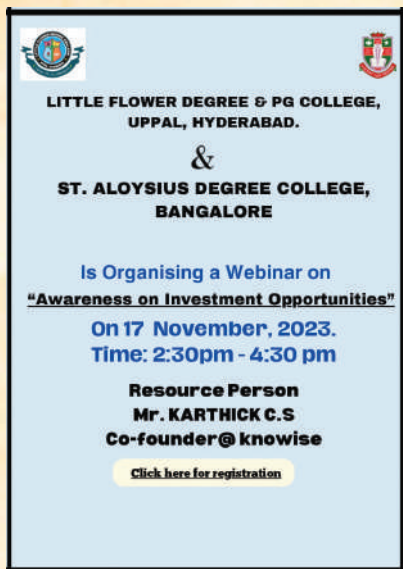 LITTLE FLOWER DEGREE & PG COLLEGE,
UPPAL, HYDERABAD.
&
ST. ALOYSIUS DEGREE COLLEGE,
BANGALORE
Is Organising a Webinar on
“Awareness on Investment Opportunities”
On 17 November, 2023.
Time: 2:30pm - 4:30 pm
Resource Person
Mr. KARTHICK C.S
Co-founder@ knowise
Click here for registration